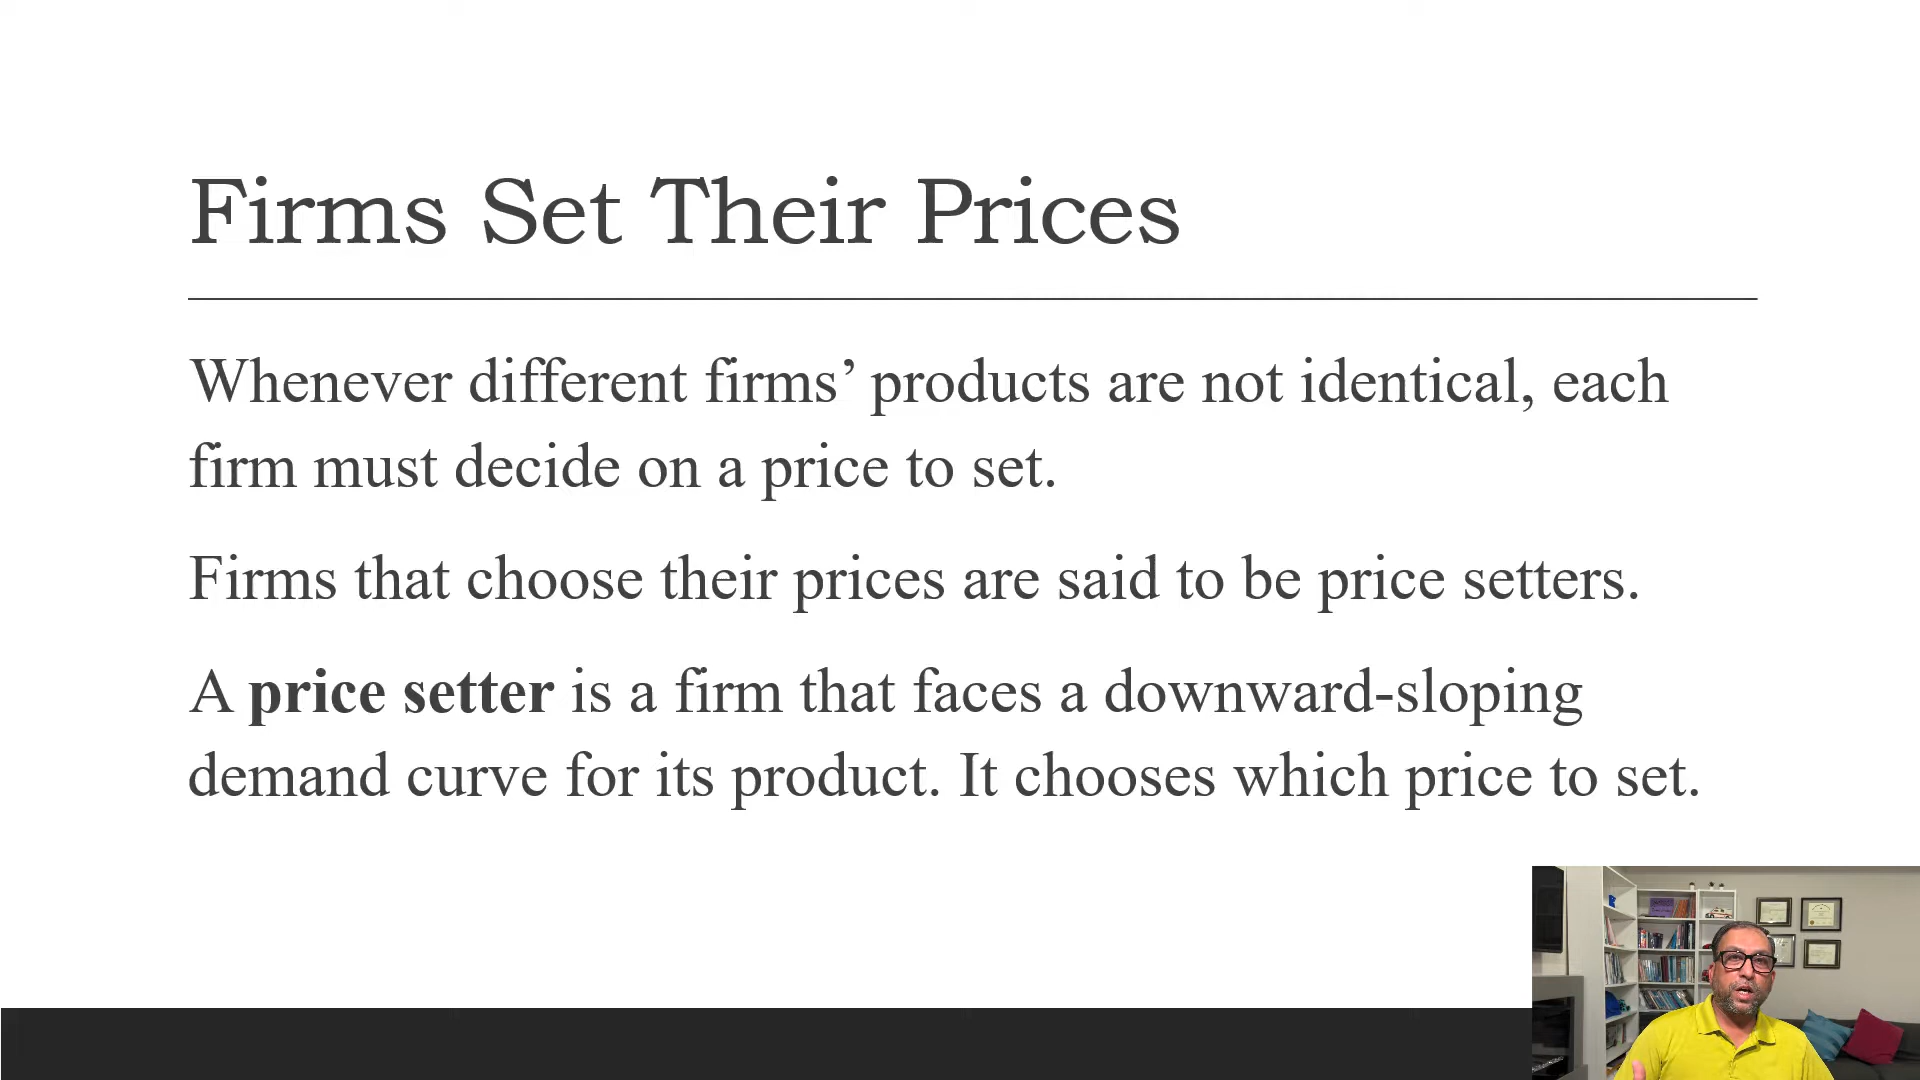 Firms Set Their Prices
Whenever different firms’ products are not identical, each
firm must decide on a price to set.
Firms that choose their prices are said to be price setters.
A price setter is a firm that faces a downward-sloping
demand curve for its product. It chooses which price to set.